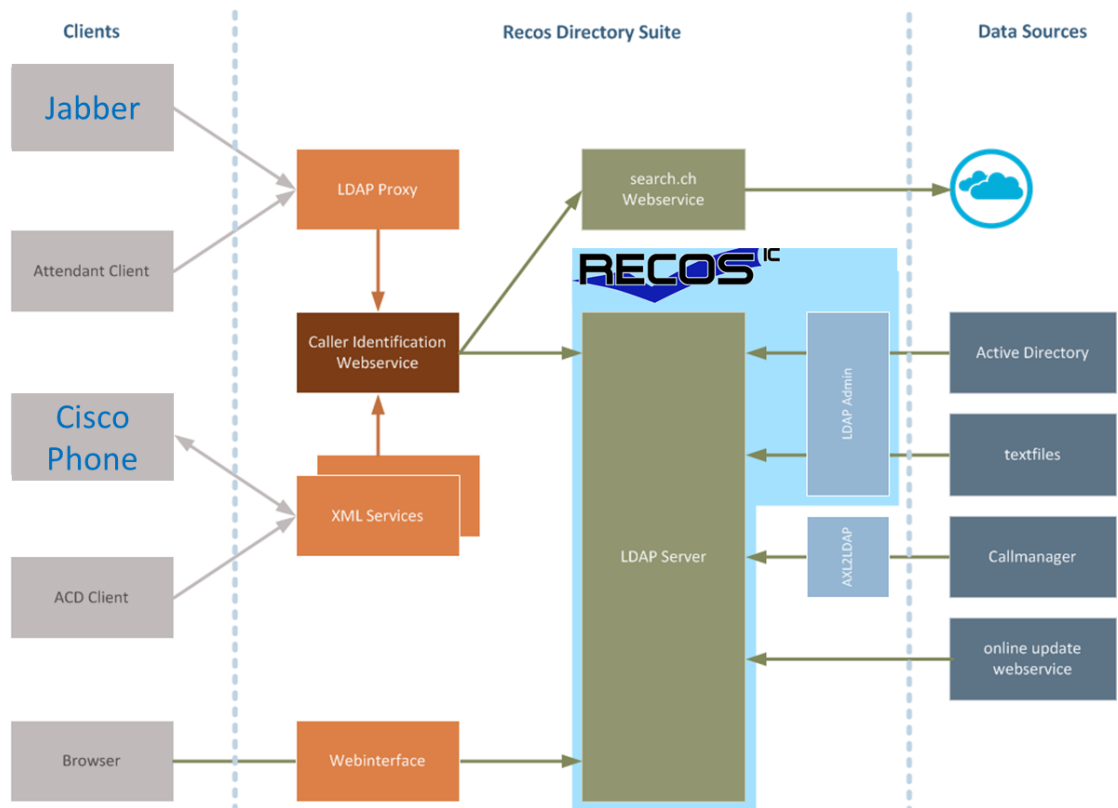 Clients
Recos Directory Suite
Data Sources
Jabber
LDAP Proxy
search.ch
Webservice
Attendant Client
RECOS IC
Caller Identification
Webservice
LDAP Admin
Active Directory
Cisco
Phone
textfiles
XML Services
LDAP Server
AXL2LDAP
Callmanager
ACD Client
online update
webservice
Browser
Webinterface